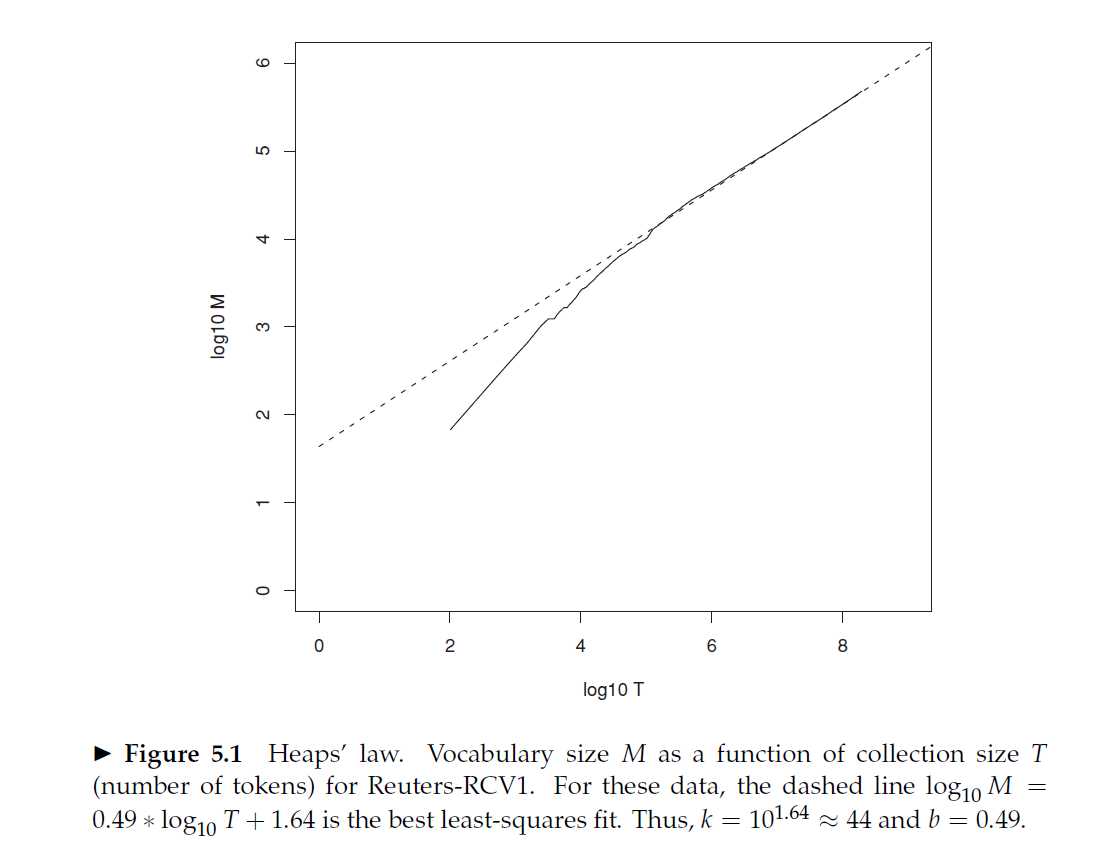 6
5
4
3
2
1
0
log10 M
0 2 4 6 8
log10 T
► Figure 5.1 Heaps’ law. Vocabulary size M as a function of collection size T
(number of tokens) for Reuters-RCV1. For these data, the dashed line log₁₀ M =
0.49 ∗ log₁₀ T + 1.64 is the best least-squares fit. Thus, k = 10¹·⁶⁴ ≈ 44 and b = 0.49.